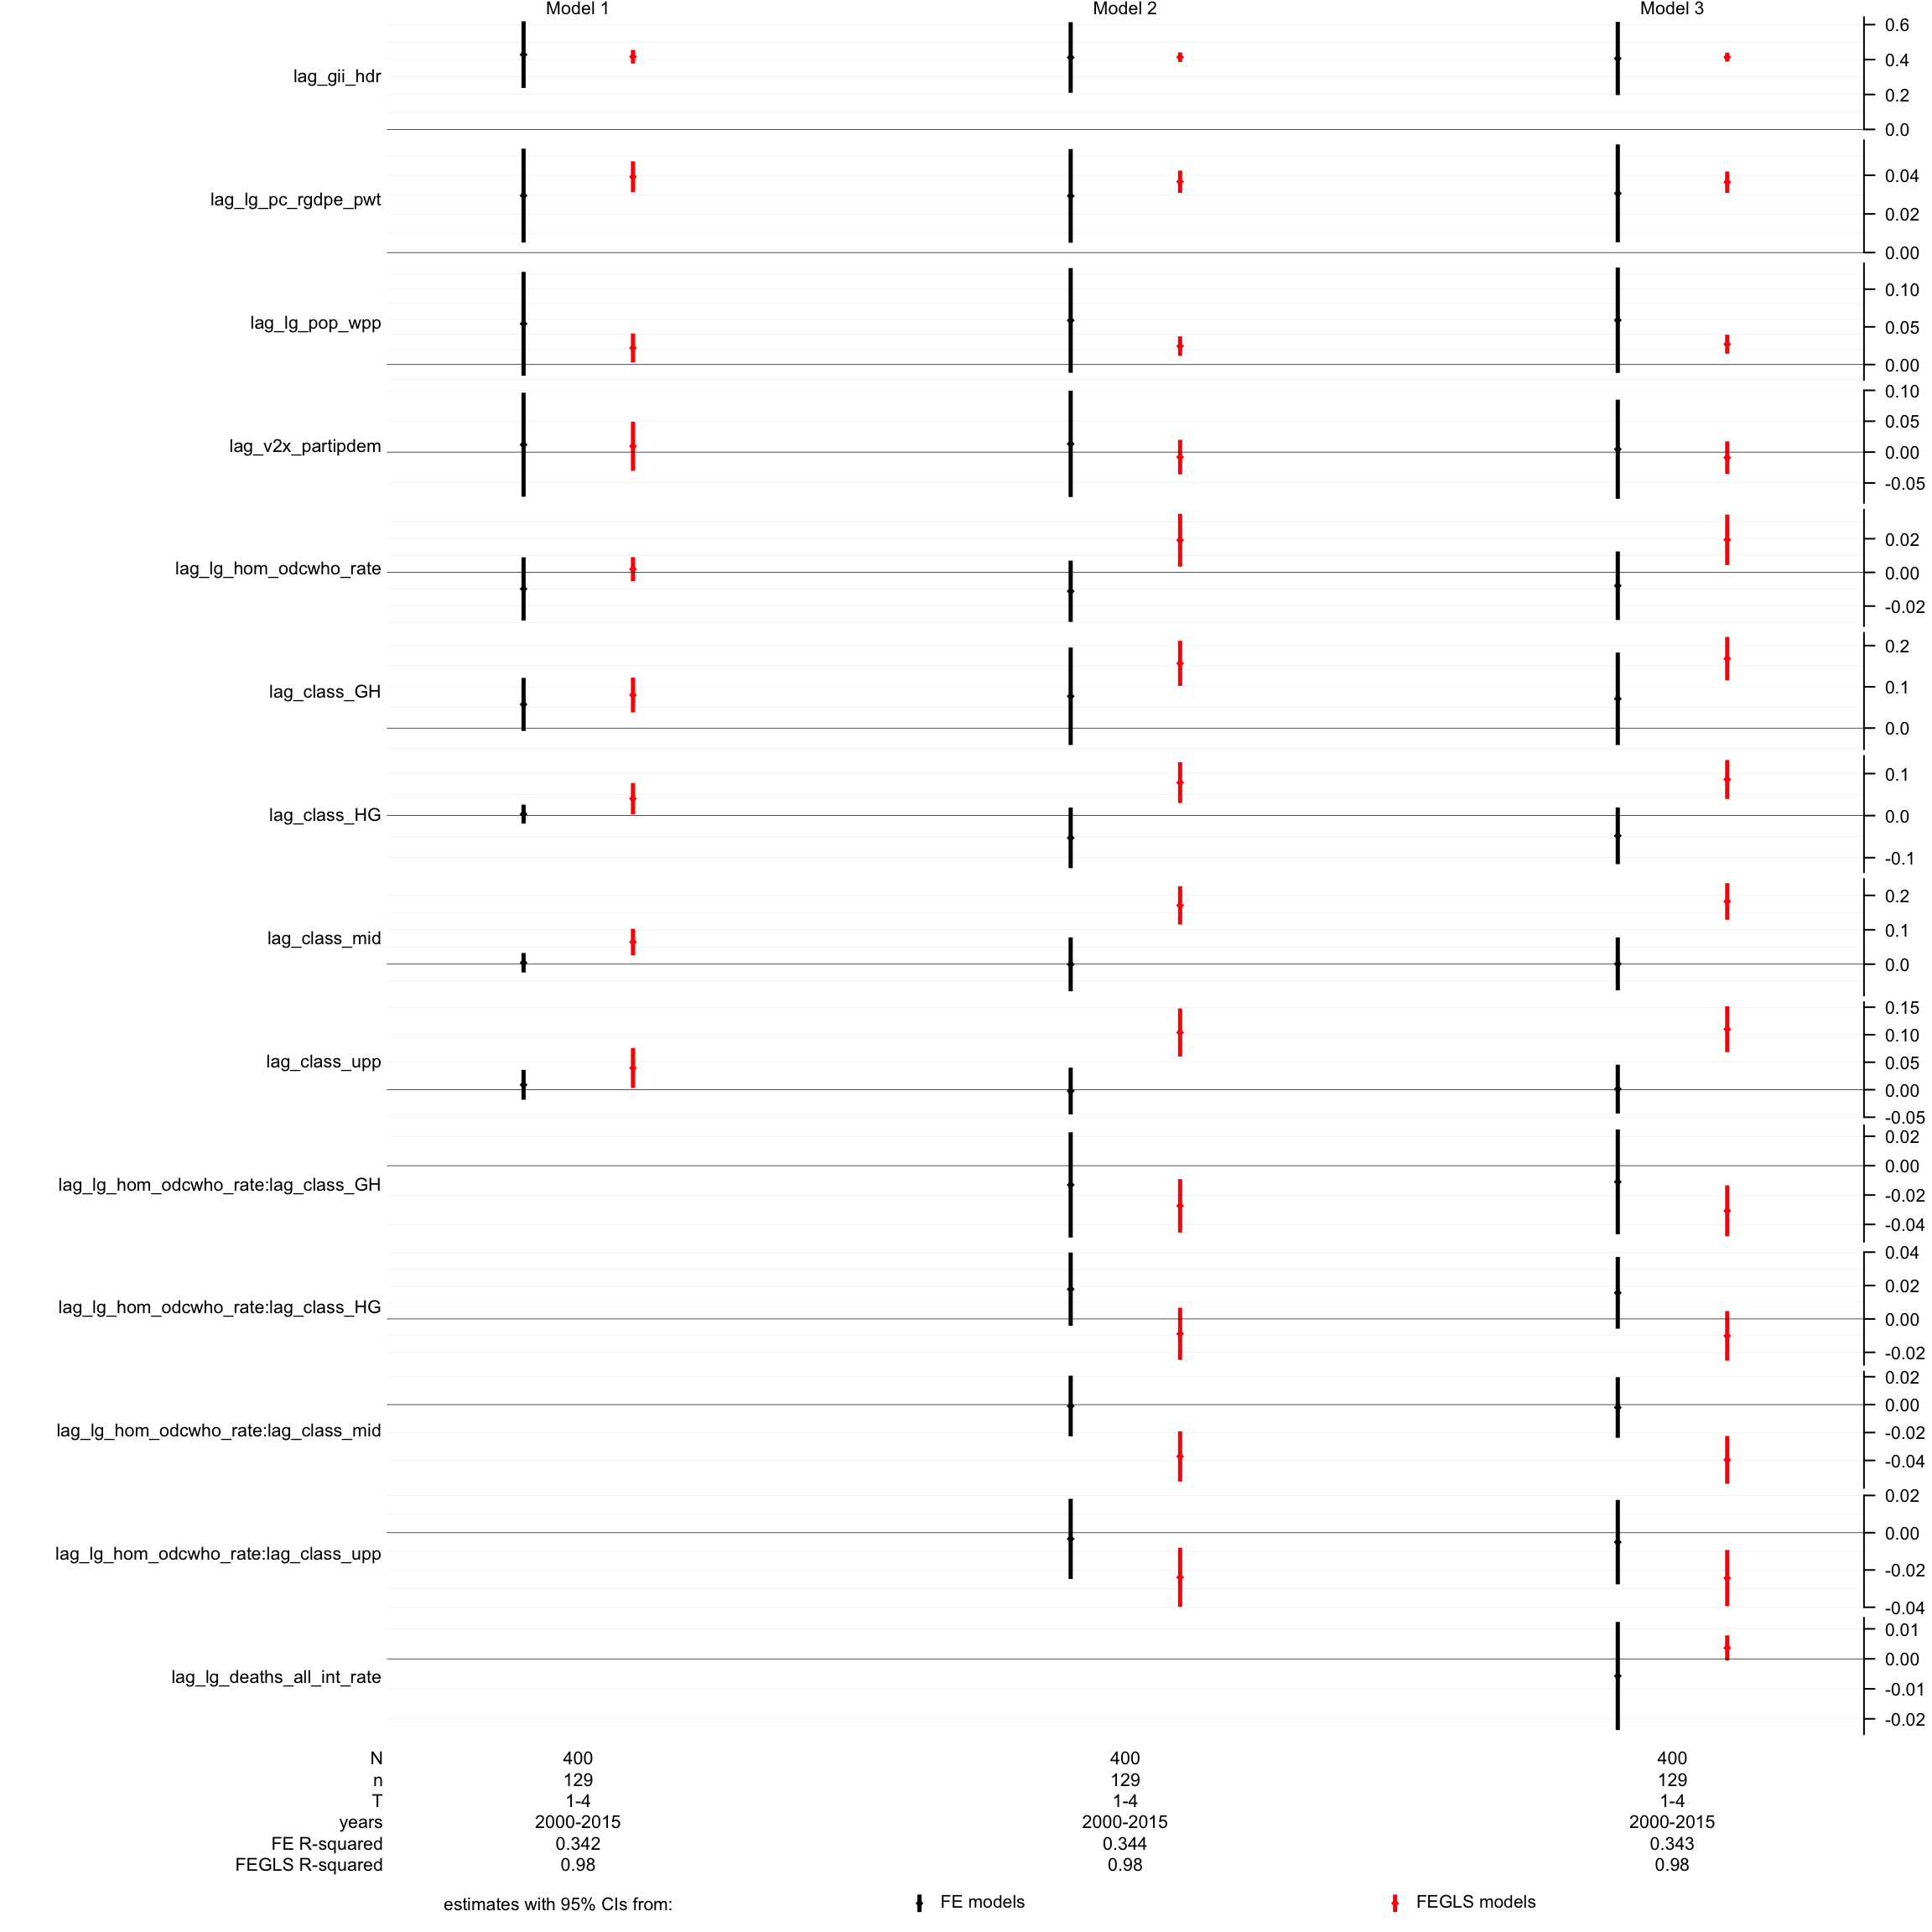 Model 1 Model 2 Model 3
lag_gii_hdr
0.6
0.4
0.2
0.0
lag_lg_pc_rgdpe_pwt
0.04
0.02
0.00
lag_lg_pop_wpp
0.10
0.05
0.00
lag_v2x_partipdem
0.10
0.05
0.00
-0.05
lag_lg_hom_odcwho_rate
0.02
0.00
-0.02
lag_class_GH
0.2
0.1
0.0
lag_class_HG
0.1
0.0
-0.1
lag_class_mid
0.2
0.1
0.0
lag_class_upp
0.15
0.10
0.05
0.00
-0.05
lag_lg_hom_odcwho_rate:lag_class_GH
0.02
0.00
-0.02
-0.04
lag_lg_hom_odcwho_rate:lag_class_HG
0.04
0.02
0.00
-0.02
lag_lg_hom_odcwho_rate:lag_class_mid
0.02
0.00
-0.02
-0.04
lag_lg_hom_odcwho_rate:lag_class_upp
0.02
0.00
-0.02
-0.04
lag_lg_deaths_all_int_rate
0.01
0.00
-0.01
-0.02
N 400 400 400
n 129 129 129
T 1-4 1-4 1-4
years 2000-2015 2000-2015 2000-2015
FE R-squared 0.342 0.344 0.343
FEGLS R-squared 0.98 0.98 0.98
estimates with 95% CIs from: FE models FEGLS models